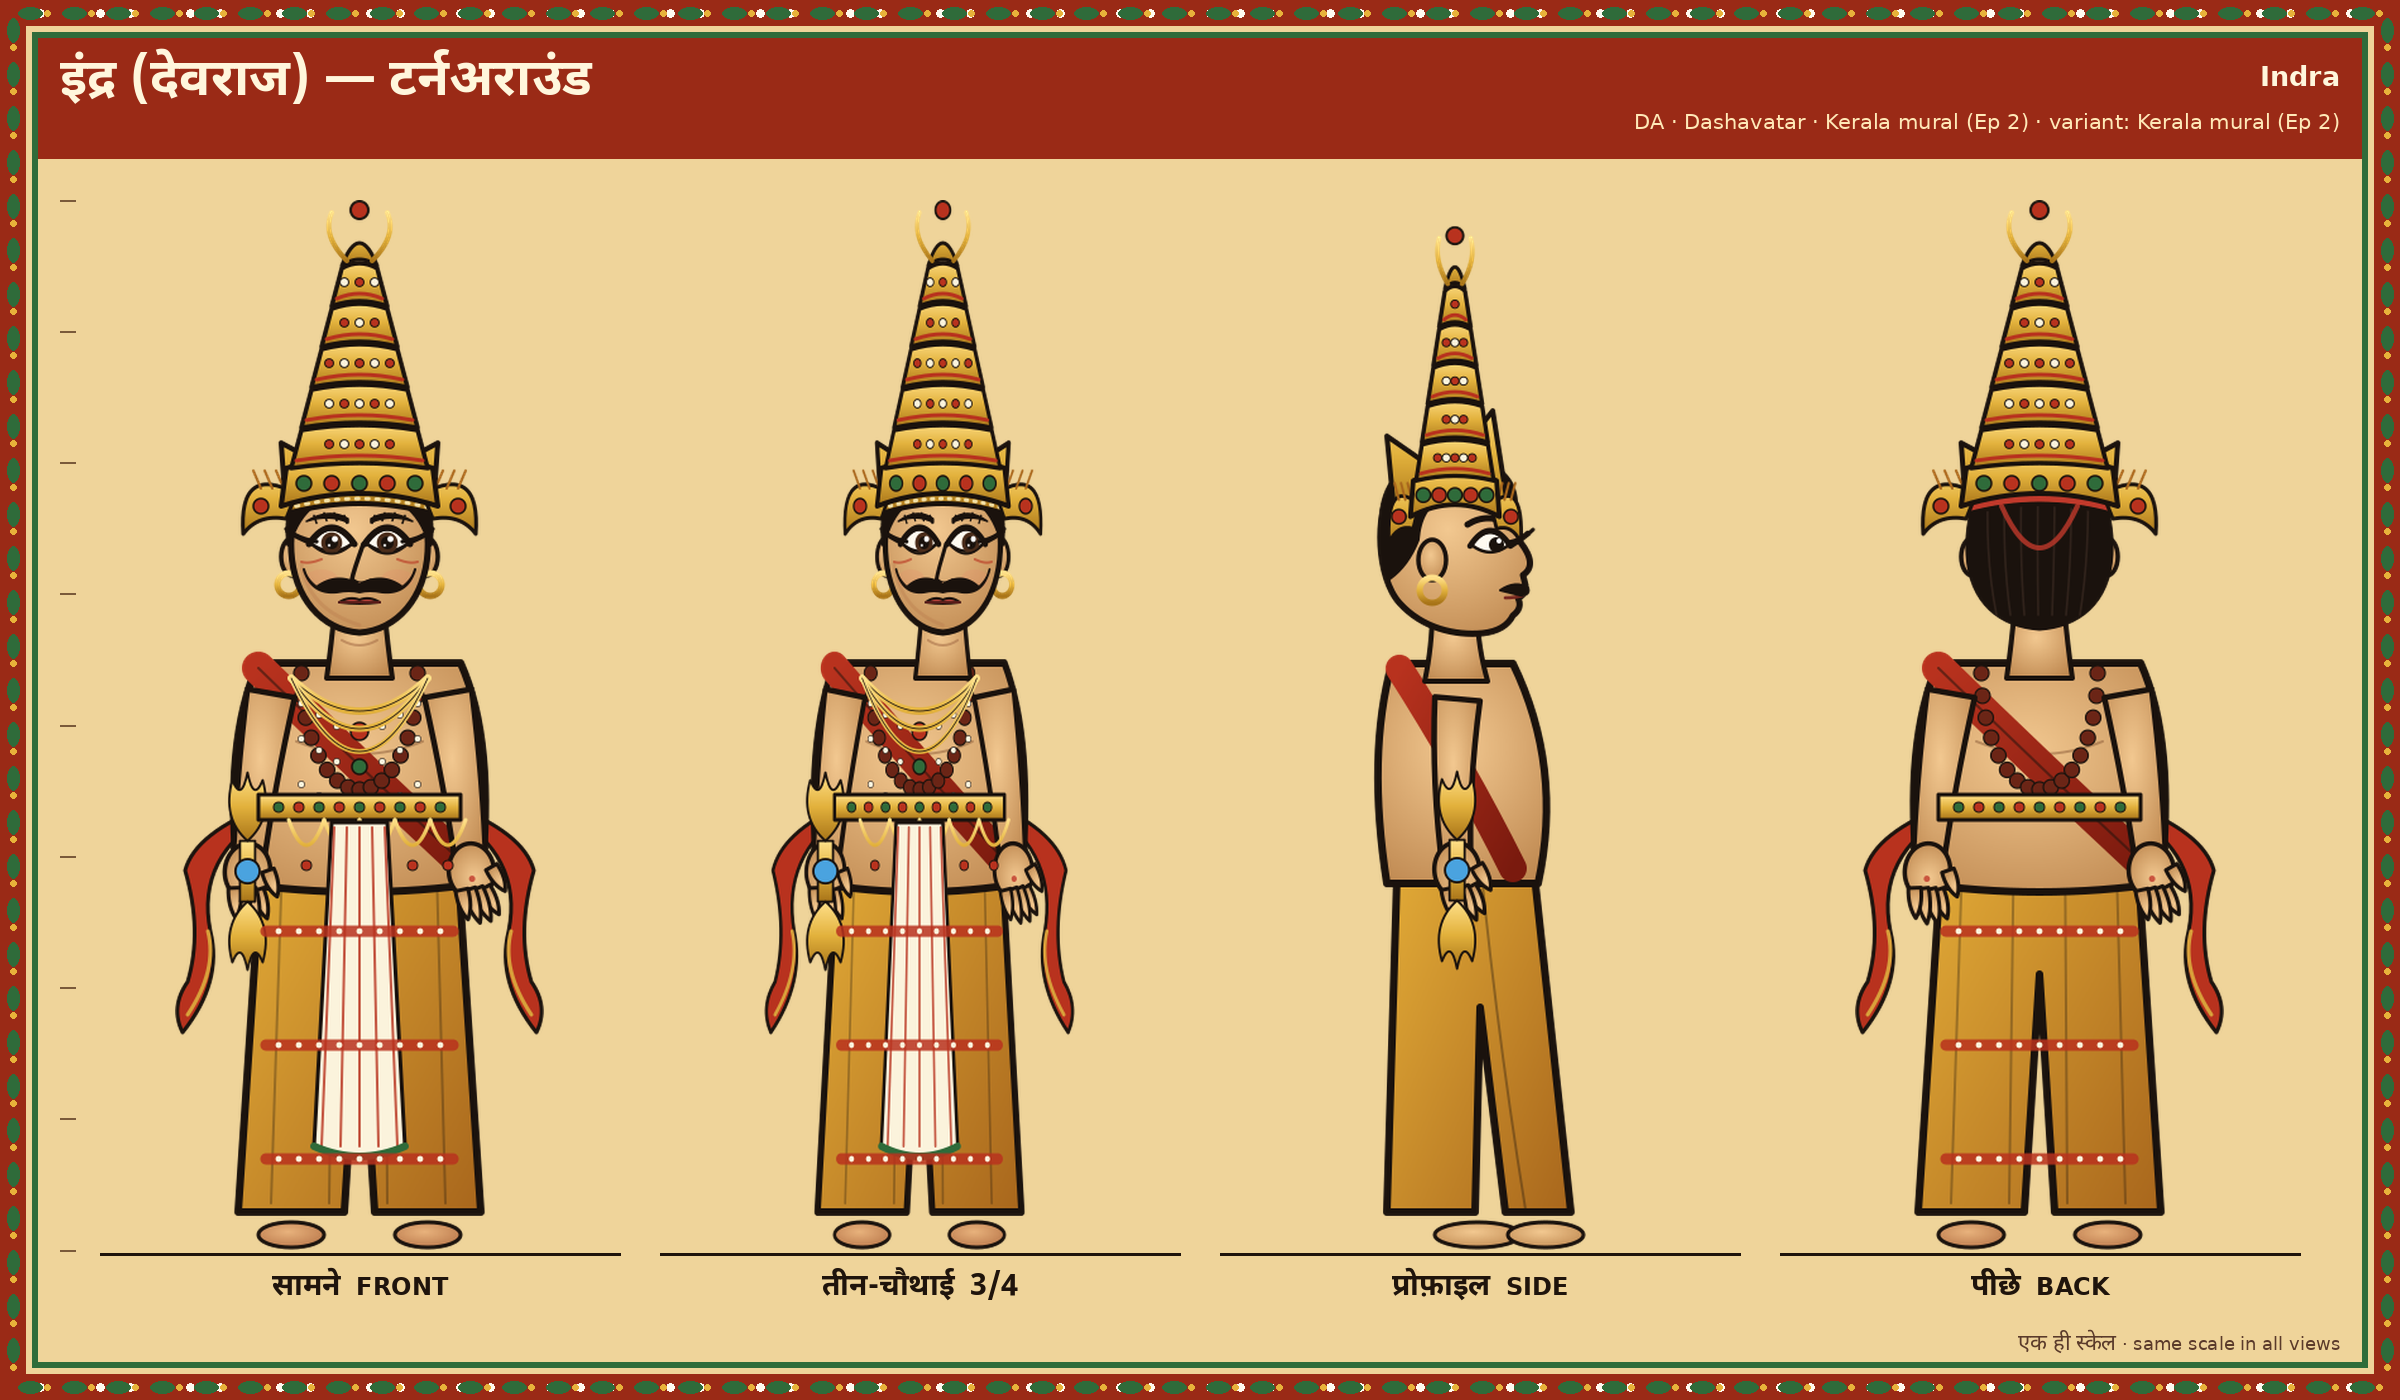 इंद्र (देवराज) — टर्नअराउंड
Indra
DA · Dashavatar · Kerala mural (Ep 2) · variant: Kerala mural (Ep 2)
सामने FRONT
तीन-चौथाई 3/4
प्रोफ़ाइल SIDE
पीछे BACK
एक ही स्केल · same scale in all views